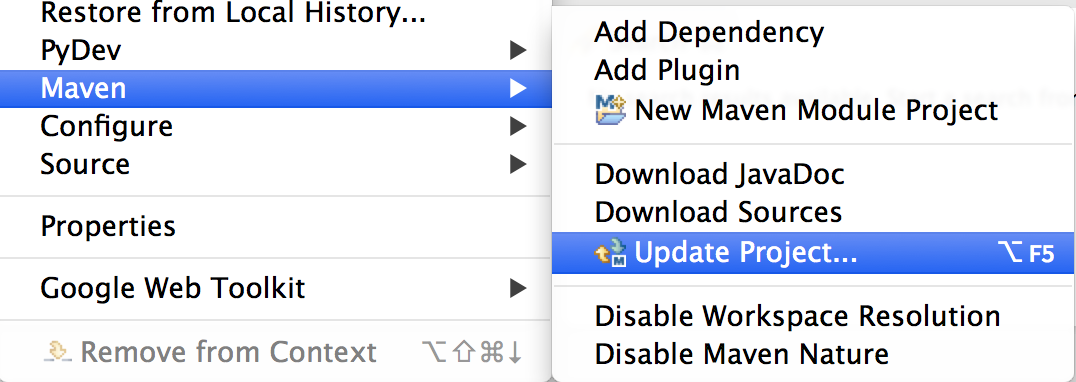 Restore from Local History...
PyDev
Maven
Configure
Source
Properties
Google Web Toolkit
Remove from Context ⌥⇧⌘↓
Add Dependency
Add Plugin
New Maven Module Project
Download JavaDoc
Download Sources
Update Project... ⌥ F5
Disable Workspace Resolution
Disable Maven Nature